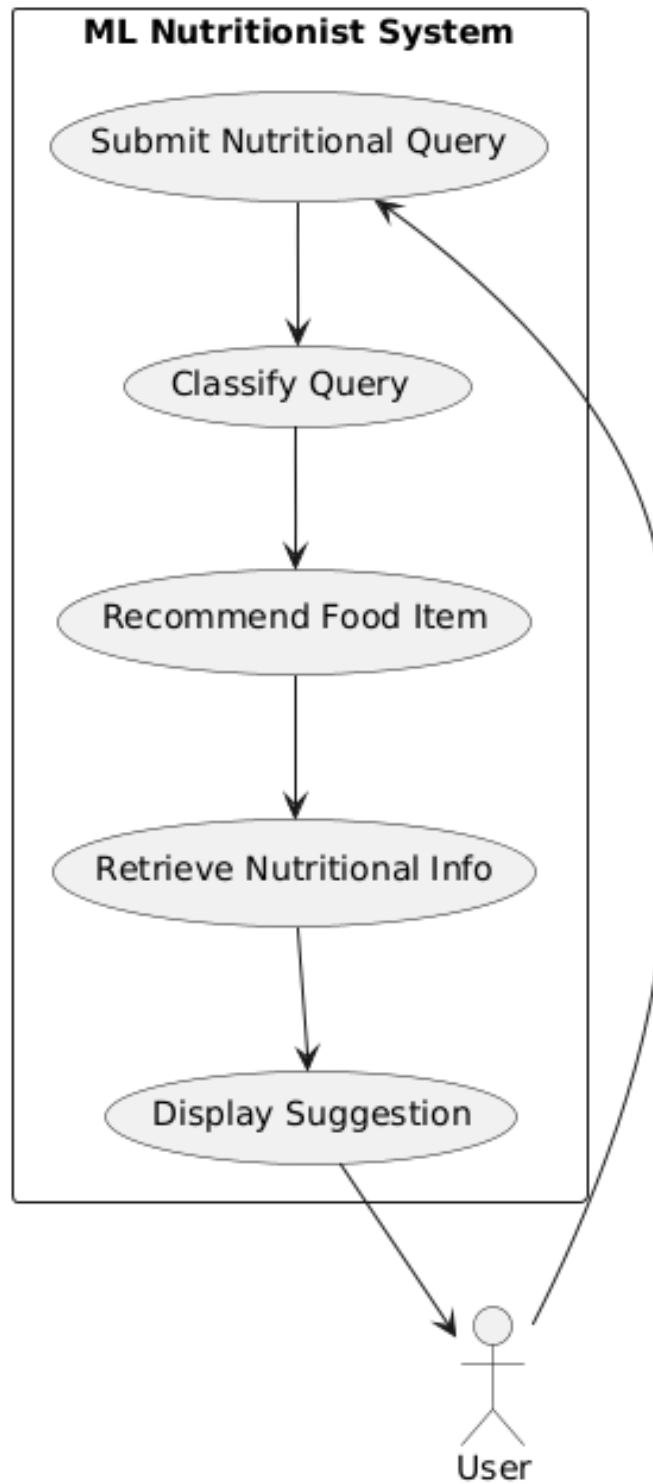 ML Nutritionist System
Submit Nutritional Query
Classify Query
Recommend Food Item
Retrieve Nutritional Info
Display Suggestion
User